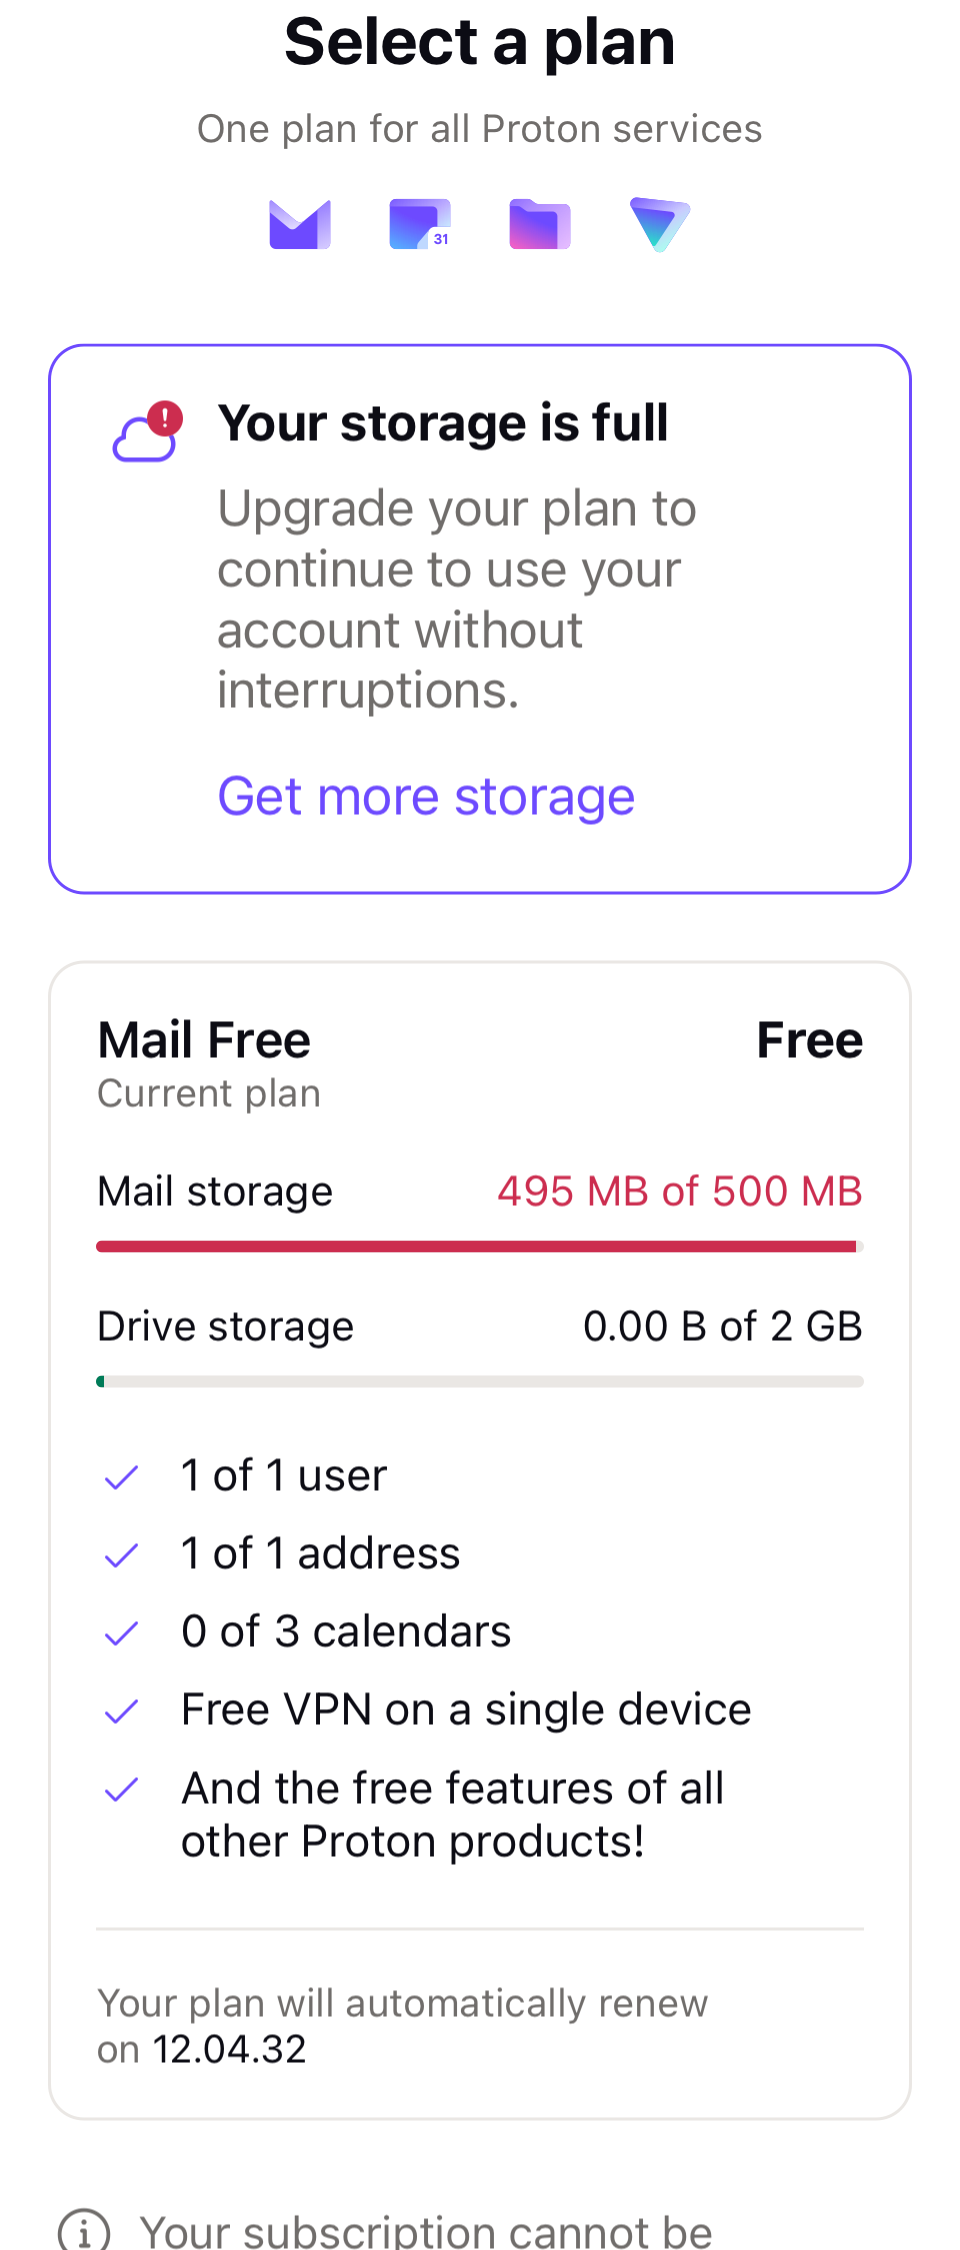 Select a plan
One plan for all Proton services
31
Your storage is full
Upgrade your plan to
continue to use your
account without
interruptions.
Get more storage
Mail Free
Free
Current plan
Mail storage
495 MB of 500 MB
Drive storage
0.00 B of 2 GB
1 of 1 user
1 of 1 address
0 of 3 calendars
Free VPN on a single device
And the free features of all
other Proton products!
Your plan will automatically renew
on 12.04.32
Your subscription cannot be